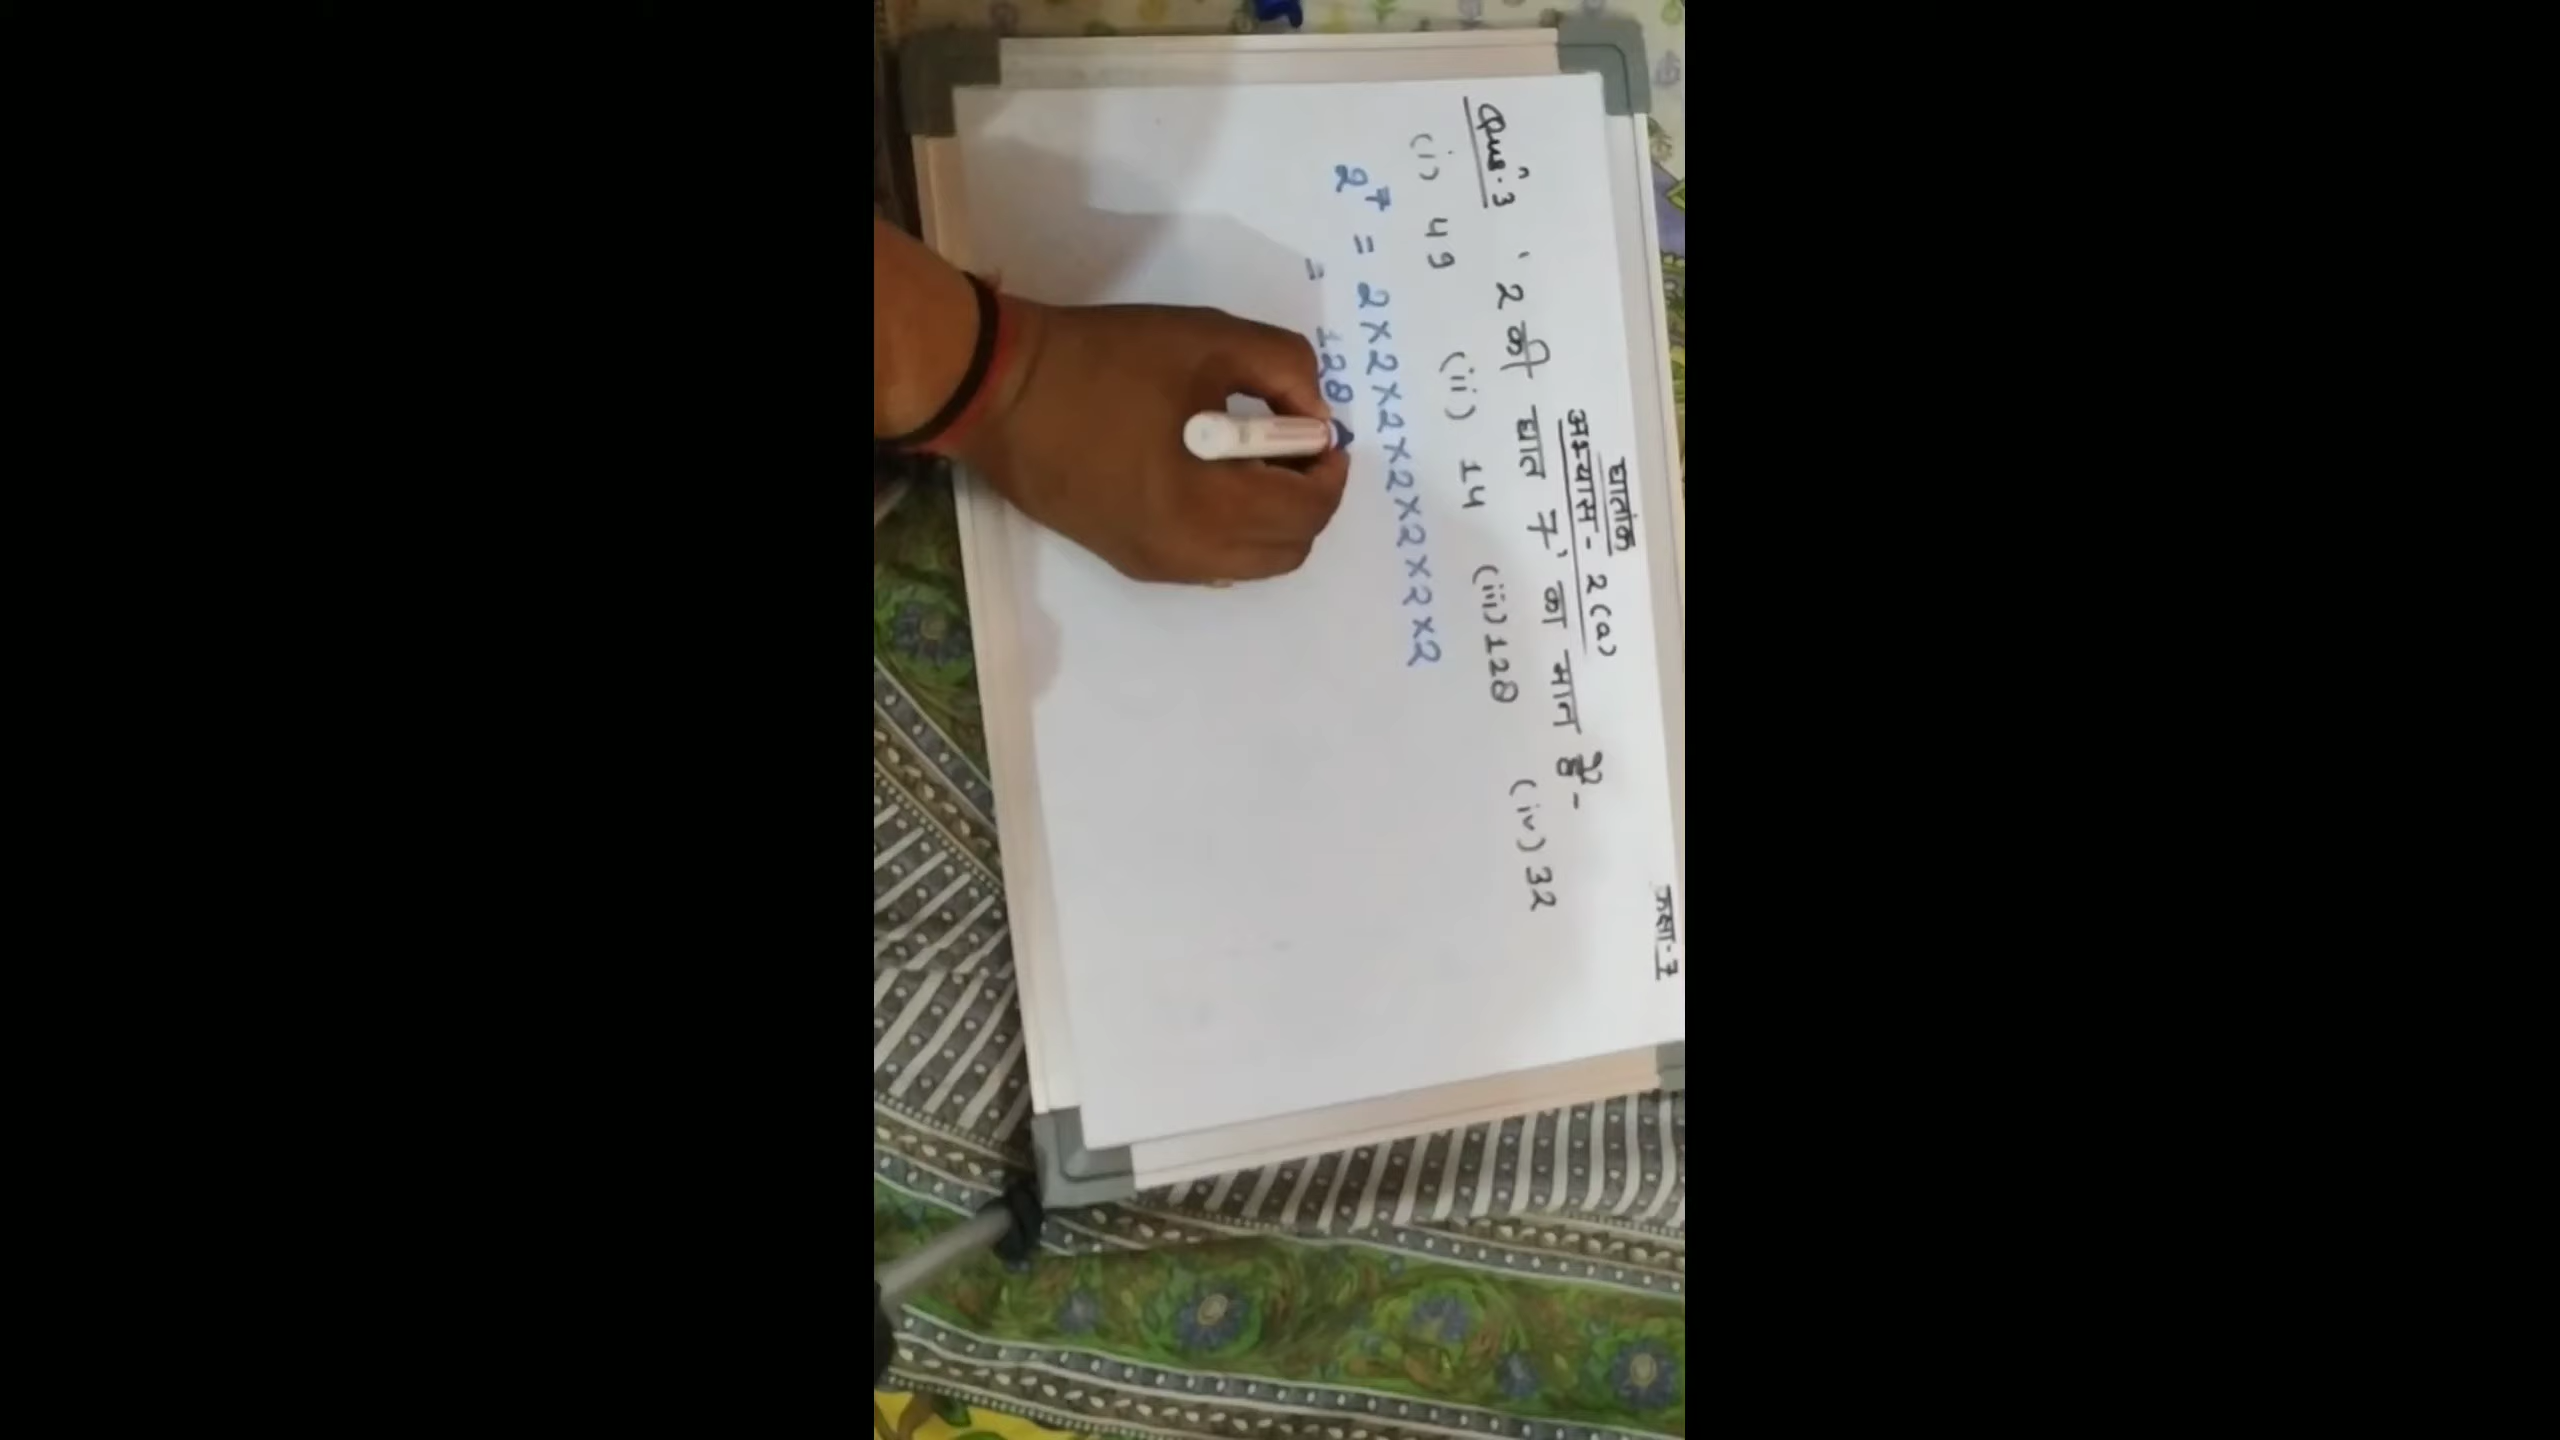 कक्षा-7
घातांक
अभ्यास-2(a)
Ques.3 '2 की घात 7' का मान है-
(i) 49 (ii) 14 (iii) 128 (iv) 32
2⁷ = 2×2×2×2×2×2×2
= 128